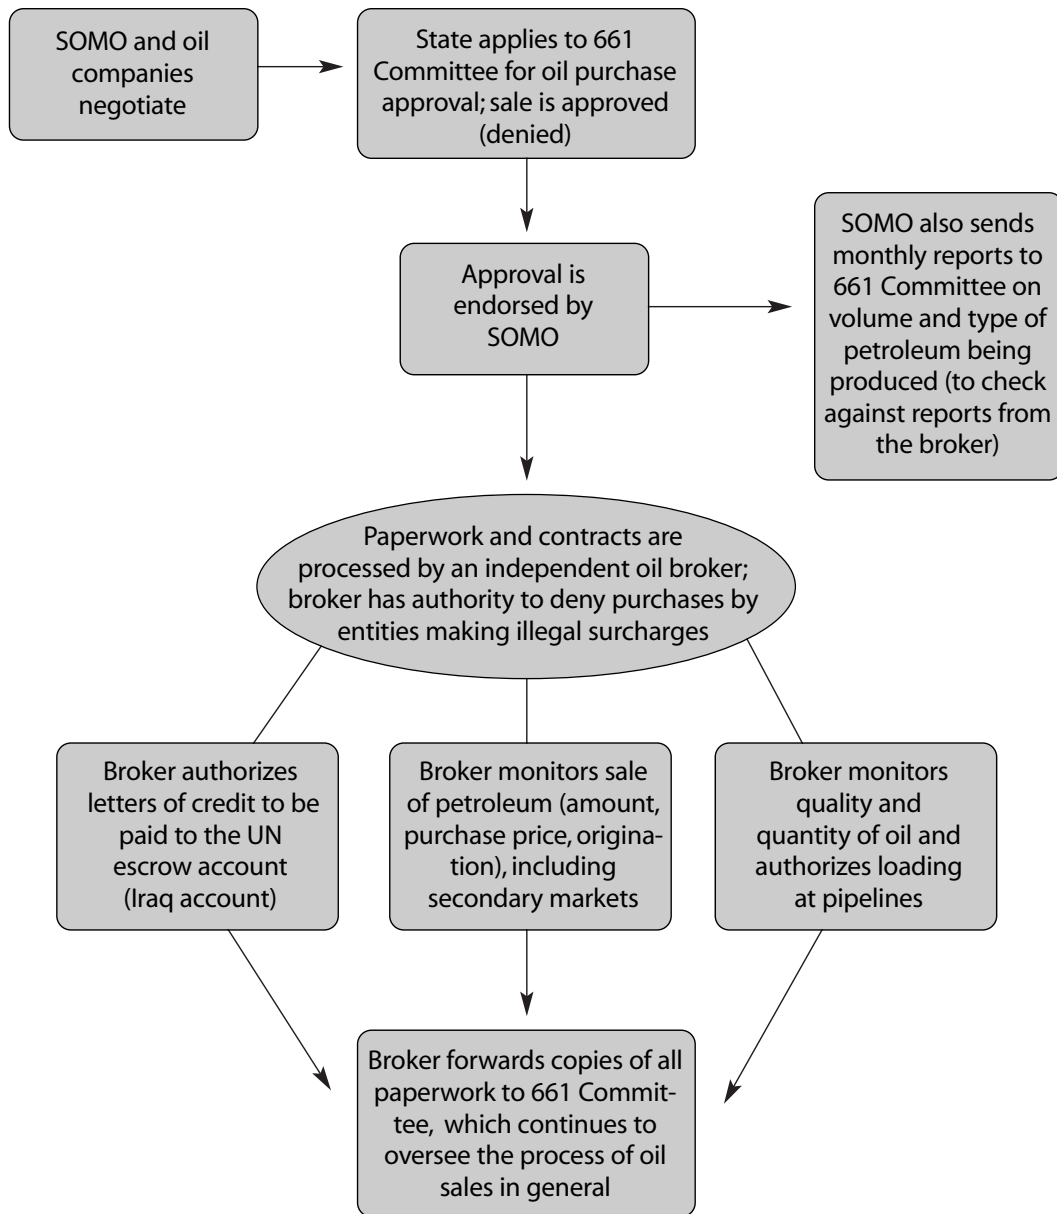 SOMO and oil
companies
negotiate
State applies to 661
Committee for oil purchase
approval; sale is approved
(denied)
Approval is
endorsed by
SOMO
SOMO also sends
monthly reports to
661 Committee on
volume and type of
petroleum being
produced (to check
against reports from
the broker)
Paperwork and contracts are
processed by an independent oil broker;
broker has authority to deny purchases by
entities making illegal surcharges
Broker authorizes
letters of credit to be
paid to the UN
escrow account
(Iraq account)
Broker monitors sale
of petroleum (amount,
purchase price, origina-
tion), including
secondary markets
Broker monitors
quality and
quantity of oil and
authorizes loading
at pipelines
Broker forwards copies of all
paperwork to 661 Commit-
tee, which continues to
oversee the process of oil
sales in general